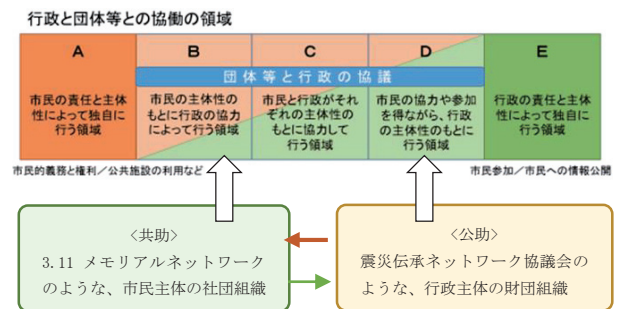 行政と団体等との協働の領域
A
B
C
D
E
団体等と行政の協議
市民の責任と主体
性によって独自に
行う領域
市民の主体性の
もとに行政の協力
によって行う領域
市民と行政がそれ
ぞれの主体性の
もとに協力して
行う領域
市民の協力や参加
を得ながら、行政
の主体性のもとに
行う領域
行政の責任と主体
性によって独自に
行う領域
市民的義務と権利／公共施設の利用など
市民参加／市民への情報公開
<共助>
3.11 メモリアルネットワーク
のような、市民主体の社団組織
<公助>
震災伝承ネットワーク協議会の
ような、行政主体の財団組織